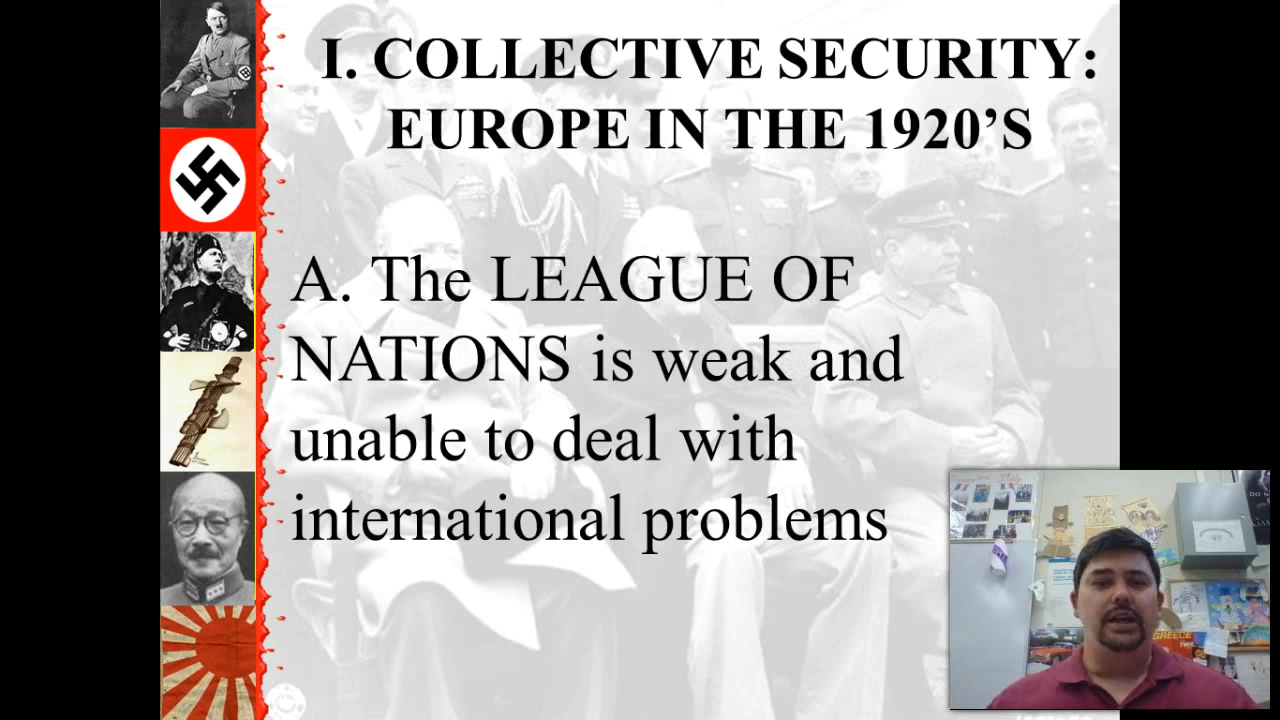 I. COLLECTIVE SECURITY:
EUROPE IN THE 1920’S
A. The LEAGUE OF
NATIONS is weak and
unable to deal with
international problems
GREECE